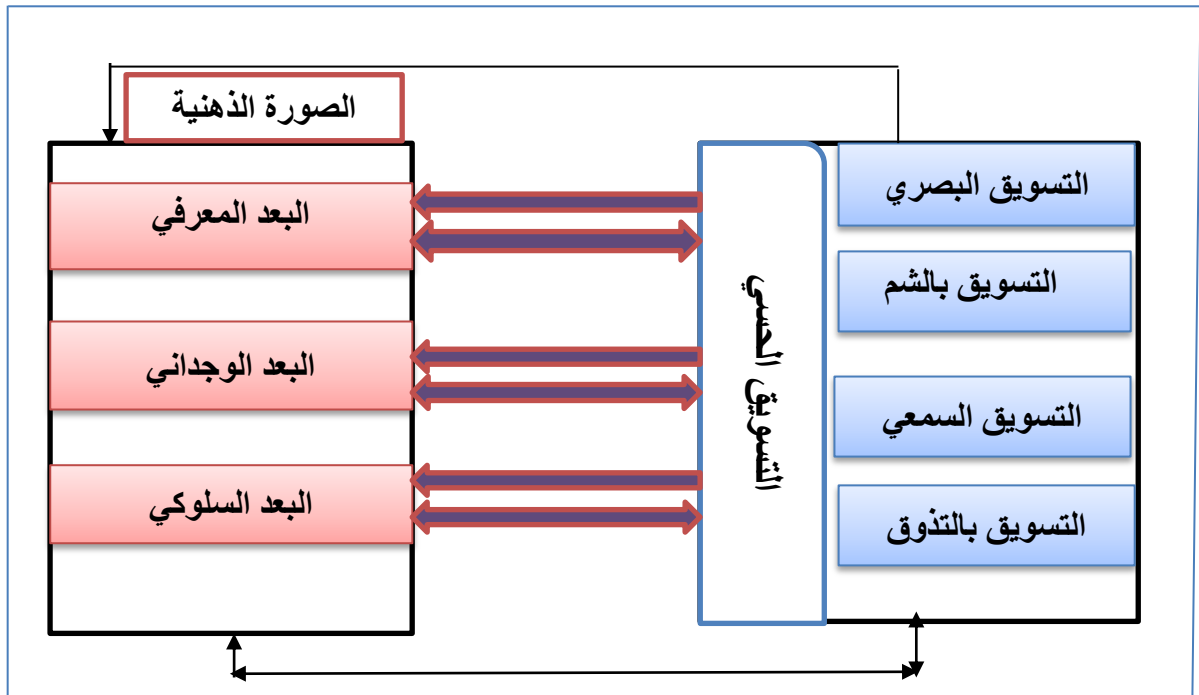 الصورة الذهنية
التسويق البصري
التسويق بالشم
التسويق السمعي
التسويق بالتذوق
التسويق الحسي
البعد المعرفي
البعد الوجداني
البعد السلوكي